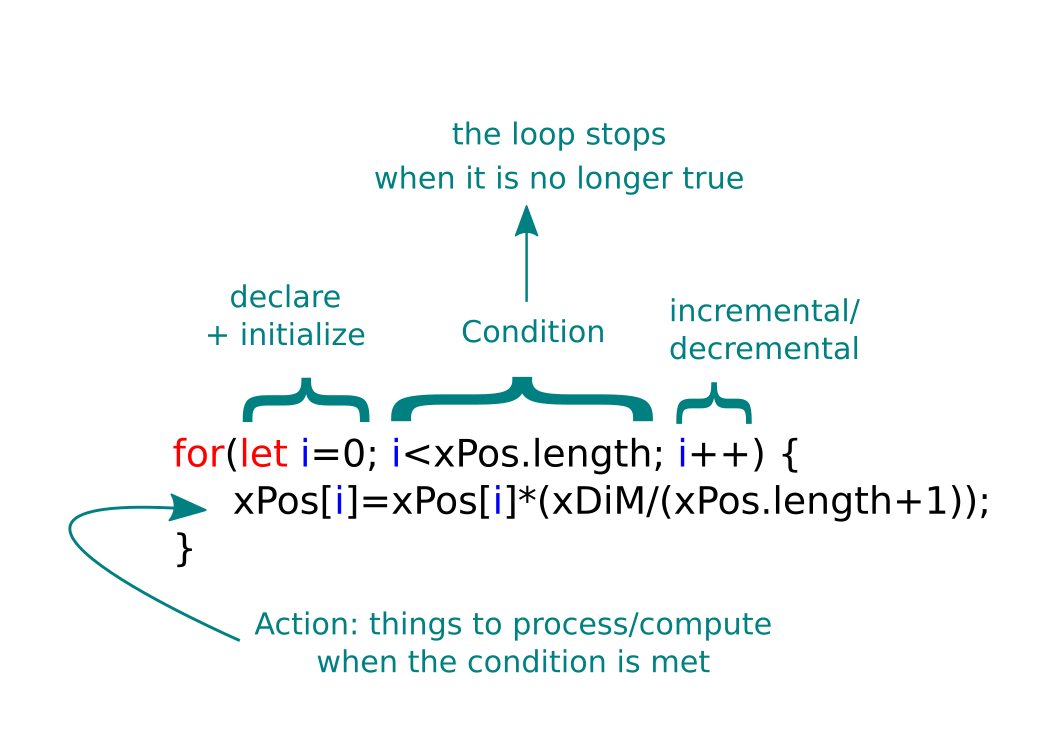 the loop stops
when it is no longer true
declare
+ initialize
Condition
incremental/
decremental
for(let i=0; i<xPos.length; i++) {
xPos[i]=xPos[i]*(xDiM/(xPos.length+1));
}
Action: things to process/compute
when the condition is met